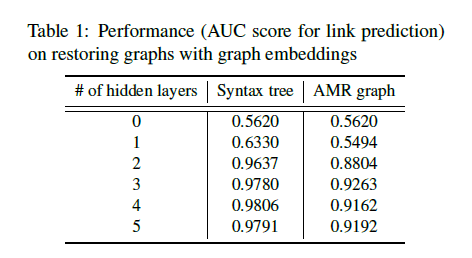 Table 1: Performance (AUC score for link prediction)
on restoring graphs with graph embeddings
# of hidden layers Syntax tree AMR graph
0 0.5620 0.5620
1 0.6330 0.5494
2 0.9637 0.8804
3 0.9780 0.9263
4 0.9806 0.9162
5 0.9791 0.9192